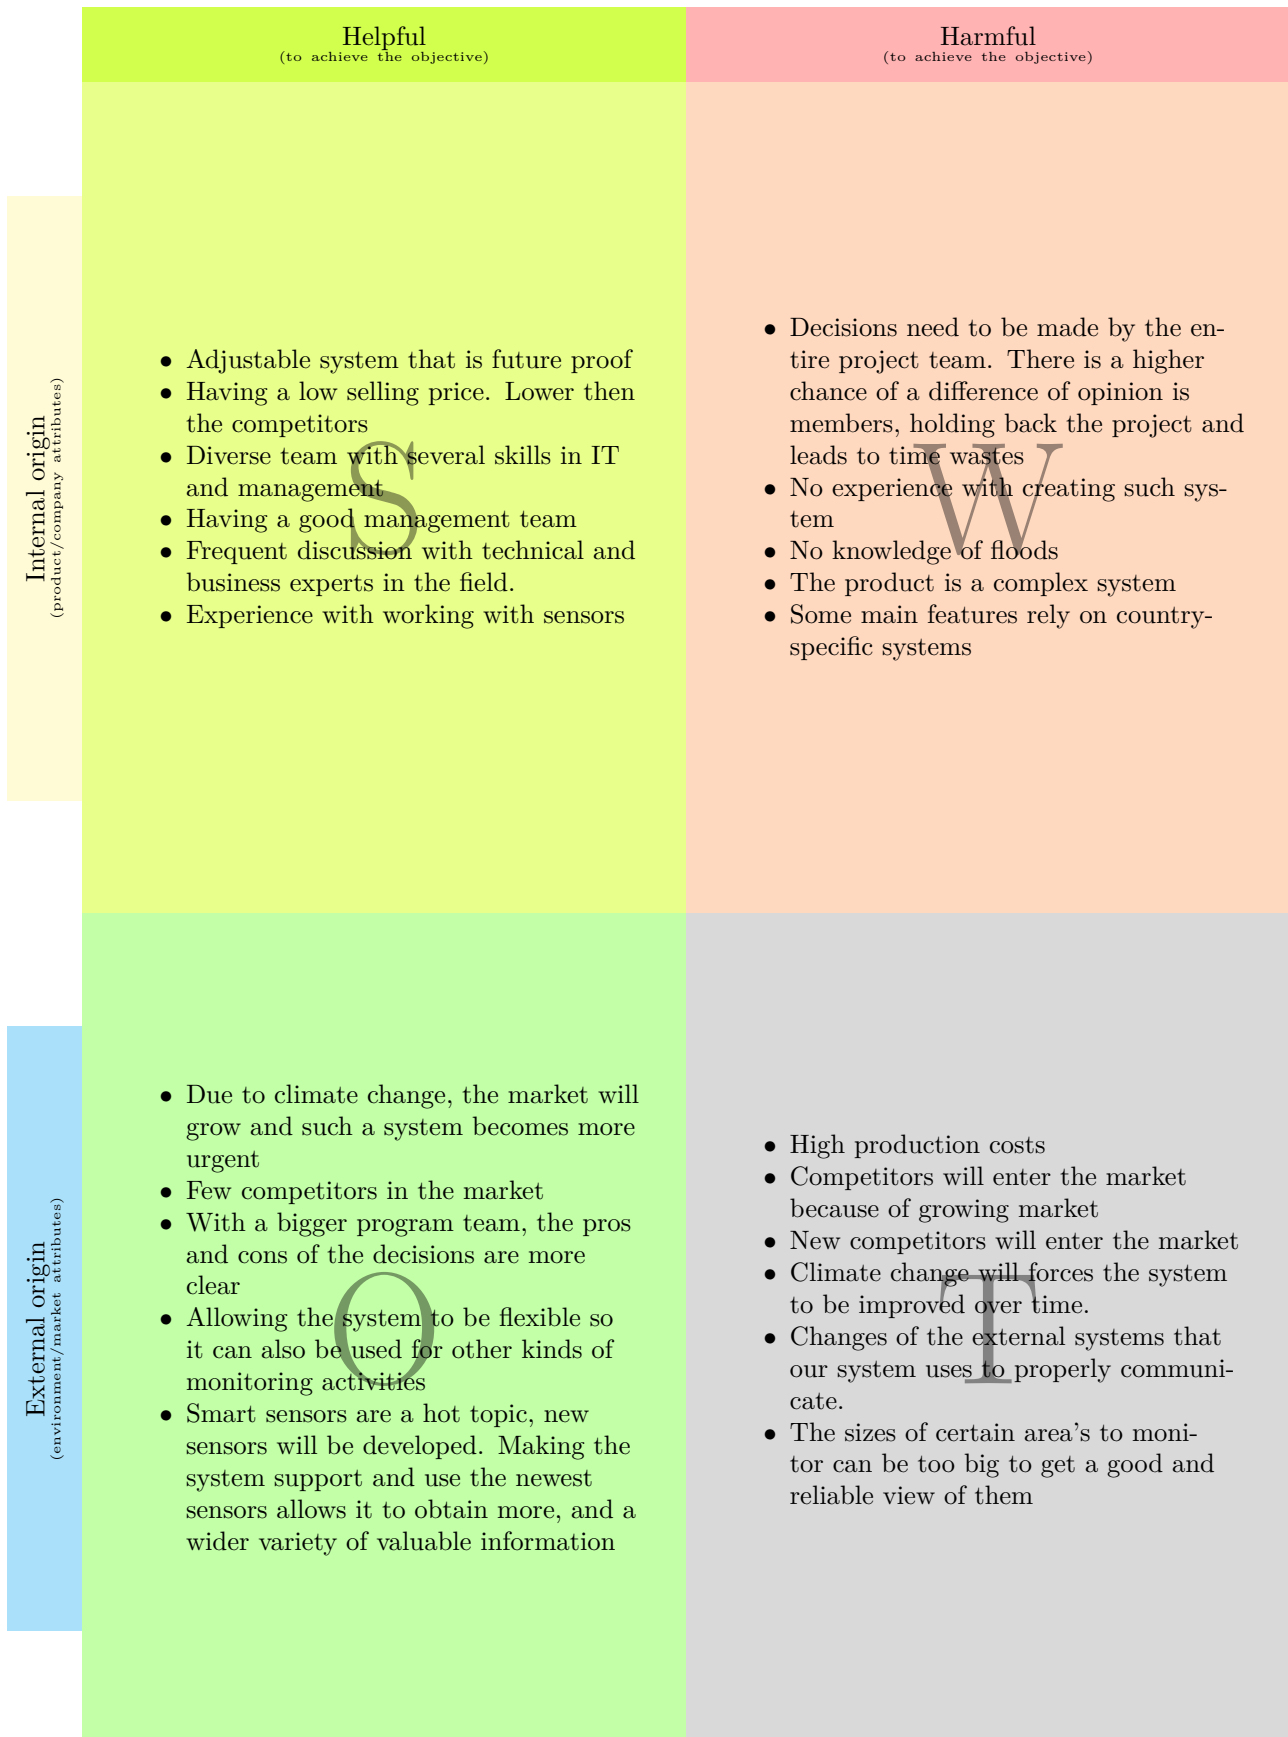 Helpful
(to achieve the objective)
Harmful
(to achieve the objective)
Internal origin
(product/company attributes)
• Adjustable system that is future proof
• Having a low selling price. Lower then
the competitors
• Diverse team with several skills in IT
and management
• Having a good management team
• Frequent discussion with technical and
business experts in the field.
• Experience with working with sensors
S
• Decisions need to be made by the en-
tire project team. There is a higher
chance of a difference of opinion is
members, holding back the project and
leads to time wastes
• No experience with creating such sys-
tem
• No knowledge of floods
• The product is a complex system
• Some main features rely on country-
specific systems
W
External origin
(environment/market attributes)
• Due to climate change, the market will
grow and such a system becomes more
urgent
• Few competitors in the market
• With a bigger program team, the pros
and cons of the decisions are more
clear
• Allowing the system to be flexible so
it can also be used for other kinds of
monitoring activities
• Smart sensors are a hot topic, new
sensors will be developed. Making the
system support and use the newest
sensors allows it to obtain more, and a
wider variety of valuable information
O
• High production costs
• Competitors will enter the market
because of growing market
• New competitors will enter the market
• Climate change will forces the system
to be improved over time.
• Changes of the external systems that
our system uses to properly communi-
cate.
• The sizes of certain area's to moni-
tor can be too big to get a good and
reliable view of them
T